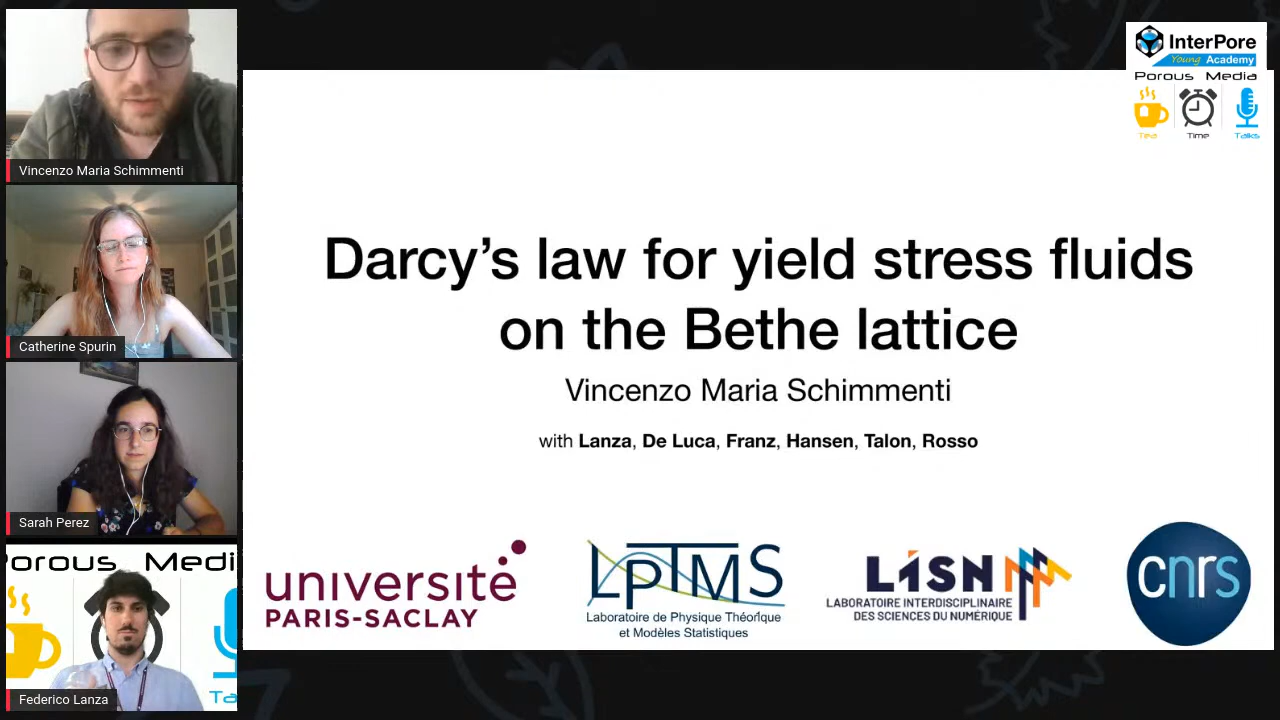 Vincenzo Maria Schimmenti
Catherine Spurin
Sarah Perez
Porous Medi
Ta
Federico Lanza
InterPore
Young Academy
Porous Media
Tea Time Talks
Darcy's law for yield stress fluids
on the Bethe lattice
Vincenzo Maria Schimmenti
with Lanza, De Luca, Franz, Hansen, Talon, Rosso
université
PARIS-SACLAY
LPTMS
Laboratoire de Physique Théorique
et Modèles Statistiques
LISN
LABORATOIRE INTERDISCIPLINAIRE
DES SCIENCES DU NUMÉRIQUE
cnrs